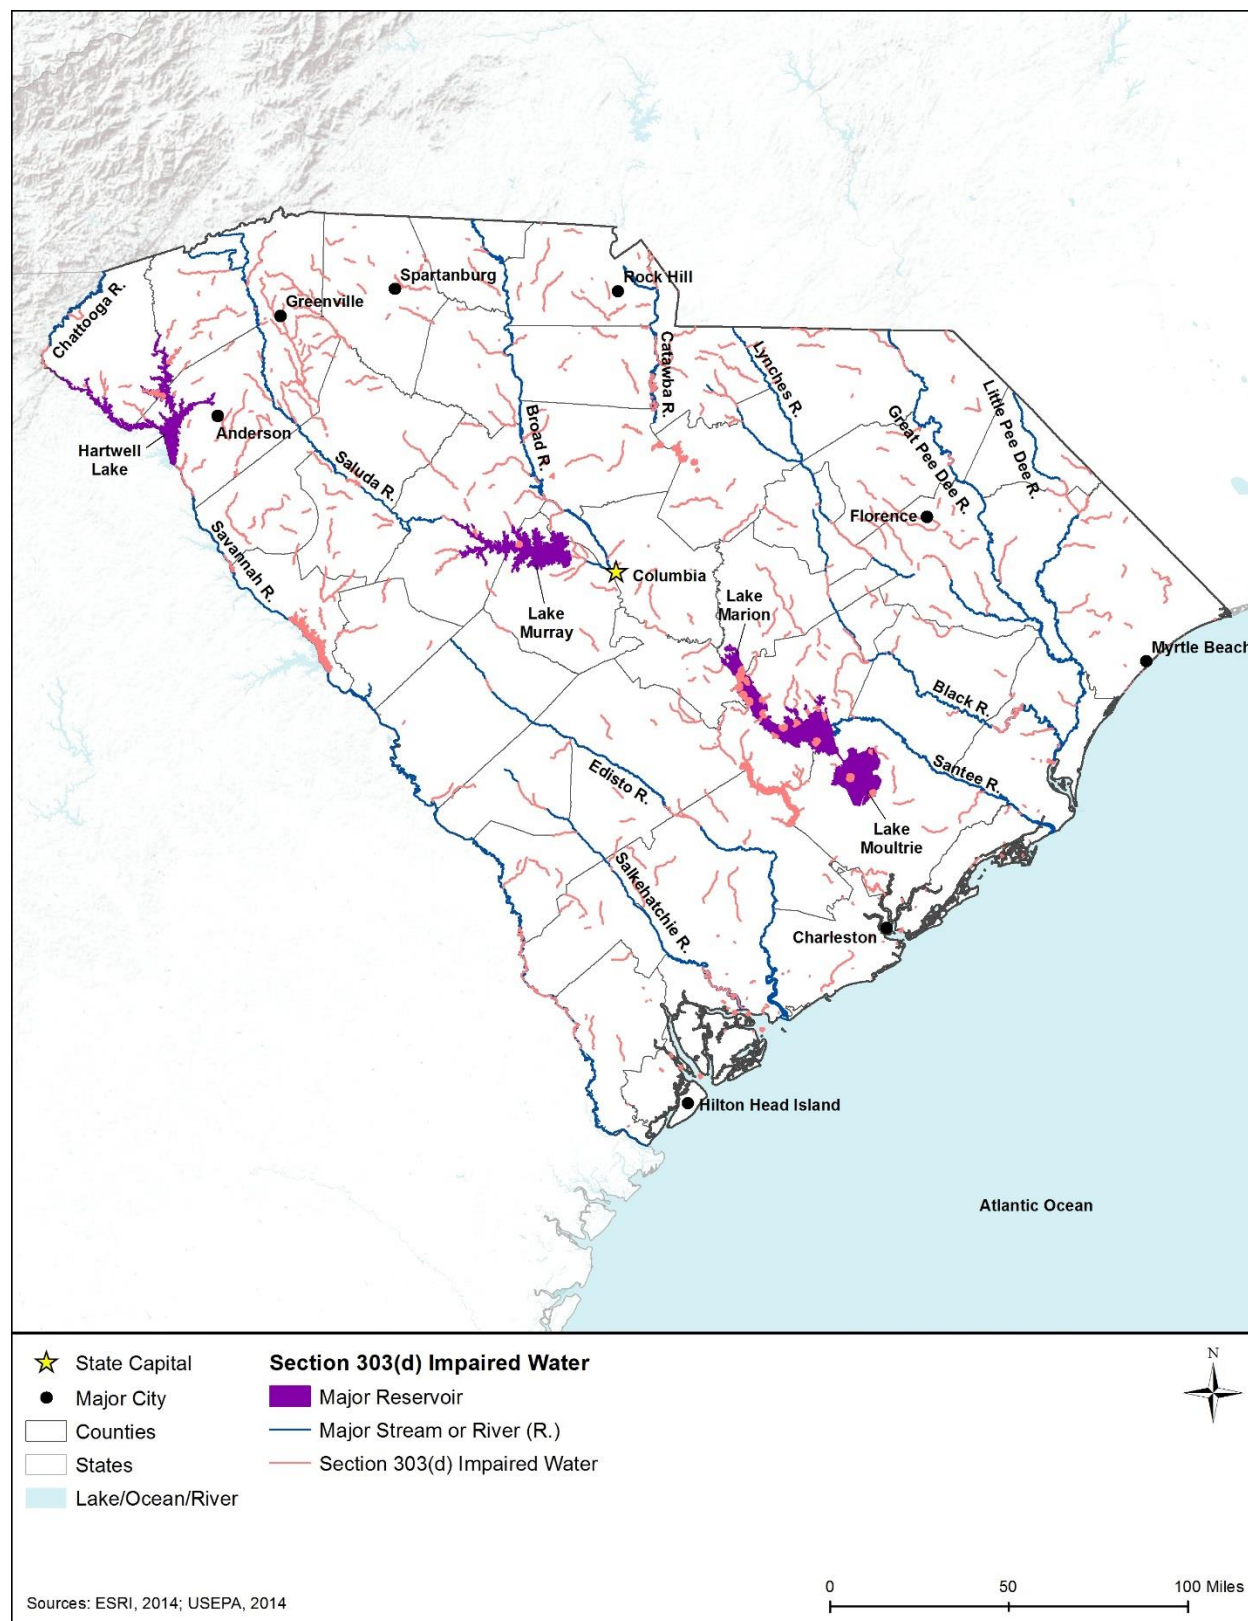 Spartanburg
Rock Hill
Greenville
Chattooga R.
Catawba R.
Lynches R.
Little Pee Dee R.
Great Pee Dee R.
Broad R.
Anderson
Hartwell
Lake
Saluda R.
Florence
Savannah R.
Columbia
Lake
Murray
Lake
Marion
Myrtle Beach
Black R.
Santee R.
Edisto R.
Lake
Moultrie
Salkehatchie R.
Charleston
Hilton Head Island
Atlantic Ocean
State Capital
Major City
Counties
States
Lake/Ocean/River
Section 303(d) Impaired Water
Major Reservoir
Major Stream or River (R.)
Section 303(d) Impaired Water
N
Sources: ESRI, 2014; USEPA, 2014
0 50 100 Miles